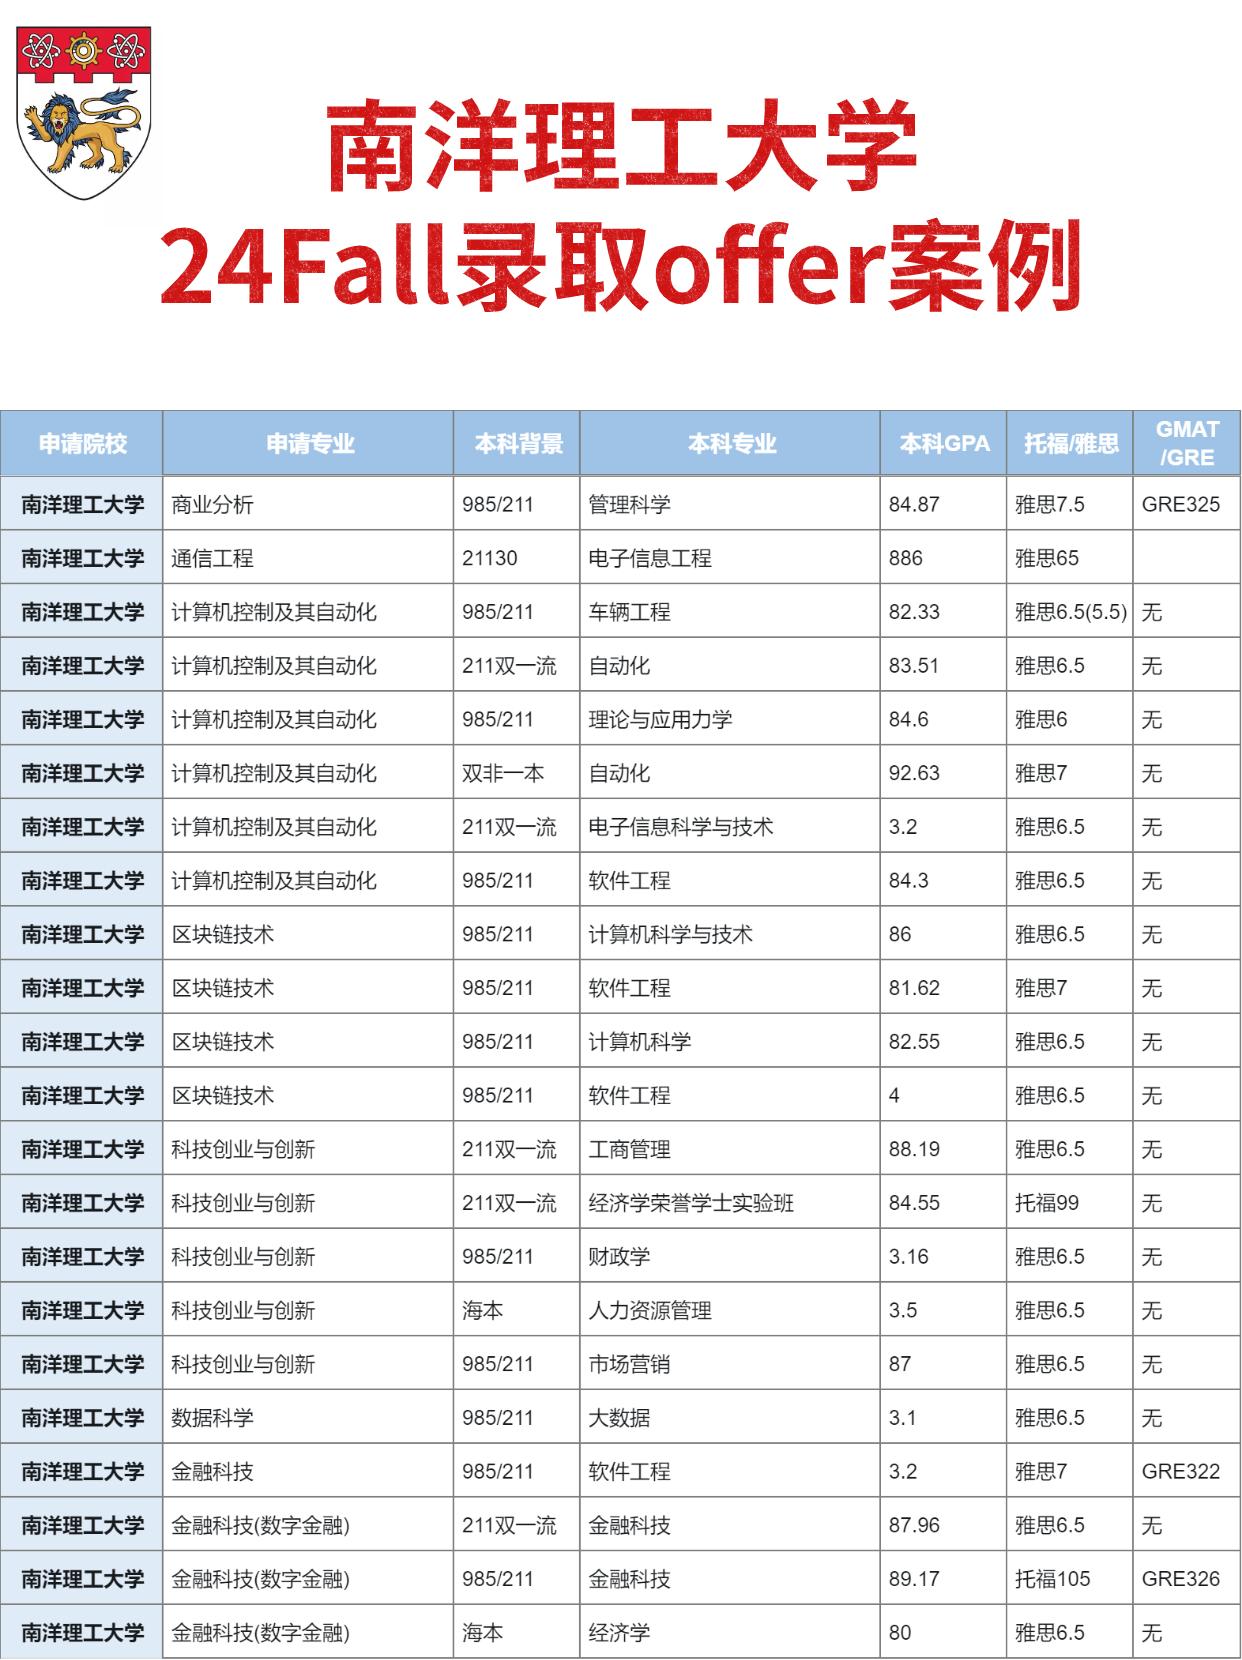 南洋理工大学
24Fall录取offer案例
申请院校 申请专业 本科背景 本科专业 本科GPA 托福/雅思 GMAT/GRE
南洋理工大学 商业分析 985/211 管理科学 84.87 雅思7.5 GRE325
南洋理工大学 通信工程 21130 电子信息工程 886 雅思65
南洋理工大学 计算机控制及其自动化 985/211 车辆工程 82.33 雅思6.5(5.5) 无
南洋理工大学 计算机控制及其自动化 211双一流 自动化 83.51 雅思6.5 无
南洋理工大学 计算机控制及其自动化 985/211 理论与应用力学 84.6 雅思6 无
南洋理工大学 计算机控制及其自动化 双非一本 自动化 92.63 雅思7 无
南洋理工大学 计算机控制及其自动化 211双一流 电子信息科学与技术 3.2 雅思6.5 无
南洋理工大学 计算机控制及其自动化 985/211 软件工程 84.3 雅思6.5 无
南洋理工大学 区块链技术 985/211 计算机科学与技术 86 雅思6.5 无
南洋理工大学 区块链技术 985/211 软件工程 81.62 雅思7 无
南洋理工大学 区块链技术 985/211 计算机科学 82.55 雅思6.5 无
南洋理工大学 区块链技术 985/211 软件工程 4 雅思6.5 无
南洋理工大学 科技创业与创新 211双一流 工商管理 88.19 雅思6.5 无
南洋理工大学 科技创业与创新 211双一流 经济学荣誉学士实验班 84.55 托福99 无
南洋理工大学 科技创业与创新 985/211 财政学 3.16 雅思6.5 无
南洋理工大学 科技创业与创新 海本 人力资源管理 3.5 雅思6.5 无
南洋理工大学 科技创业与创新 985/211 市场营销 87 雅思6.5 无
南洋理工大学 数据科学 985/211 大数据 3.1 雅思6.5 无
南洋理工大学 金融科技 985/211 软件工程 3.2 雅思7 GRE322
南洋理工大学 金融科技(数字金融) 211双一流 金融科技 87.96 雅思6.5 无
南洋理工大学 金融科技(数字金融) 985/211 金融科技 89.17 托福105 GRE326
南洋理工大学 金融科技(数字金融) 海本 经济学 80 雅思6.5 无